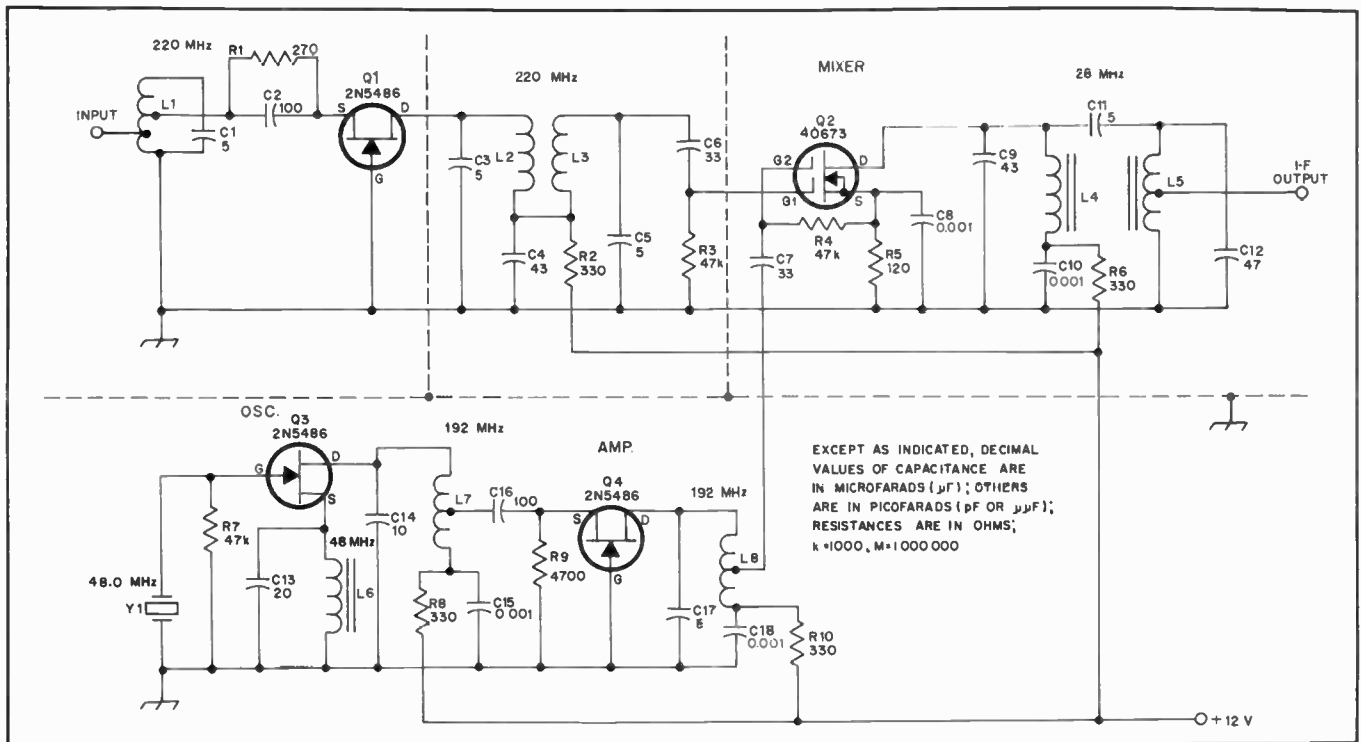 220 MHz
R1
270
C2
100
Q1
2N5486
S
D
G
INPUT
L1
C1
5
220 MHz
C3
5
L2
L3
C4
43
R2
330
C5
5
C6
33
R3
47k
MIXER
Q2
40673
G2
D
G1
S
C7
33
R4
47k
R5
120
C8
0.001
28 MHz
C9
43
C11
5
L4
L5
C10
0.001
R6
330
C12
47
I-F
OUTPUT
OSC.
Q3
2N5486
G
D
S
48.0 MHz
Y1
R7
47k
C13
20
48 MHz
L6
C14
10
192 MHz
L7
R8
330
C15
0.001
C16
100
R9
4700
AMP.
Q4
2N5486
S
D
G
192 MHz
C17
L8
C18
0.001
R10
330
+12 V
EXCEPT AS INDICATED, DECIMAL
VALUES OF CAPACITANCE ARE
IN MICROFARADS (µF); OTHERS
ARE IN PICOFARADS (pF OR µµF);
RESISTANCES ARE IN OHMS;
k=1000, M=1000 000